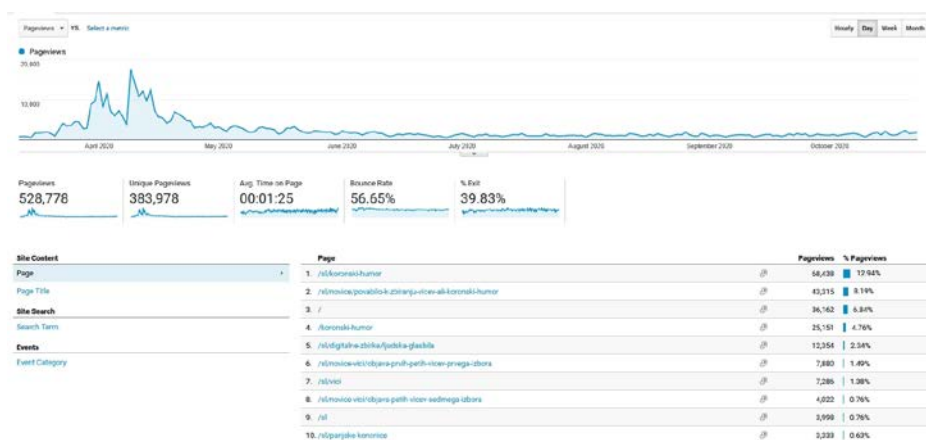 Pageviews VS. Select a metric
Hourly Day Week Month
Pageviews
20,000
10,000
April 2020 May 2020 June 2020 July 2020 August 2020 September 2020 October 2020
Pageviews Unique Pageviews Avg. Time on Page Bounce Rate % Exit
528,778 383,978 00:01:25 56.65% 39.83%
Site Content
Page
Page Title
Site Search
Search Term
Events
Event Category
Page Pageviews % Pageviews
1. /sl/koronski-humor 68,438 12.94%
2. /sl/novice/povabilo-k-zbiranju-vicev-ali-koronski-humor 43,315 8.19%
3. / 36,162 6.84%
4. /koronski-humor 25,151 4.76%
5. /sl/digitalne-zbirke/ljudska-glasbila 12,354 2.34%
6. /sl/novice-vici/objava-prvih-petih-vicev-prvega-izbora 7,880 1.49%
7. /sl/vici 7,286 1.38%
8. /sl/novice-vici/objava-petih-vicev-sedmega-izbora 4,022 0.76%
9. /sl 3,998 0.76%
10. /sl/panjske-koncnice 3,333 0.63%